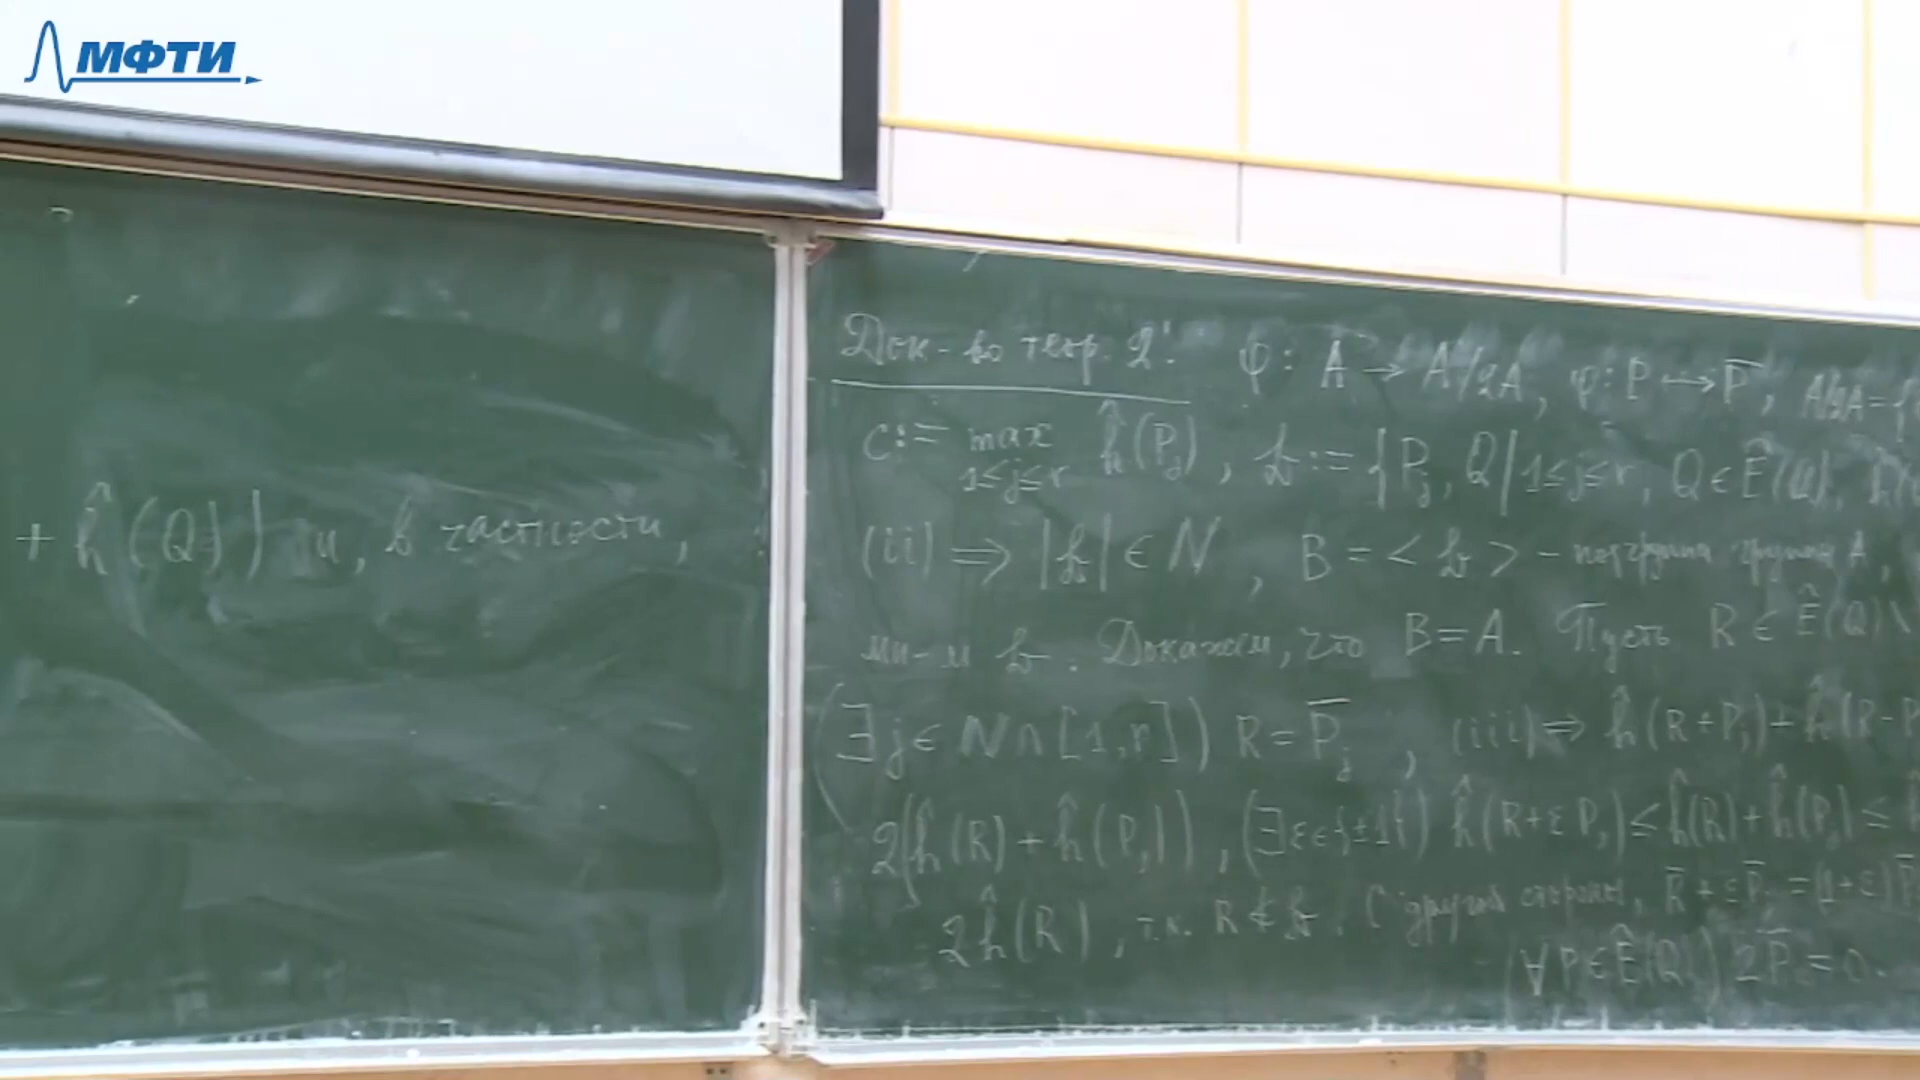 МФТИ
+ ĥ(Q)) и, в частности,
Док-во теор. 2'. φ: A → A/2A, φ: P ↦ P̅, A/2A = {
c := max ĥ(P_j), 𝔟 := {P_j, Q | 1≤j≤r, Q ∈ Ê(Q),
1≤j≤r
(ii) ⇒ |𝔟| ∈ N, B = <𝔟> - подгруппа группы A,
мн-м 𝔟. Докажем, что B = A. Пусть R ∈ Ê(Q) \
(∃ j ∈ N ∩ [1, r]) R = P̅_j, (iii) ⇒ ĥ(R + P_j) + ĥ(R - P
2(ĥ(R) + ĥ(P_j)), (∃ε∈{±1}) ĥ(R + εP_j) ≤ ĥ(R) + ĥ(P_j) ≤
2ĥ(R), т.к. R ∉ 𝔟. С другой стороны, R̅ + εP̅_j = (1+ε)P̅
(∀P ∈ Ê(Q)) 2P̅ = 0.